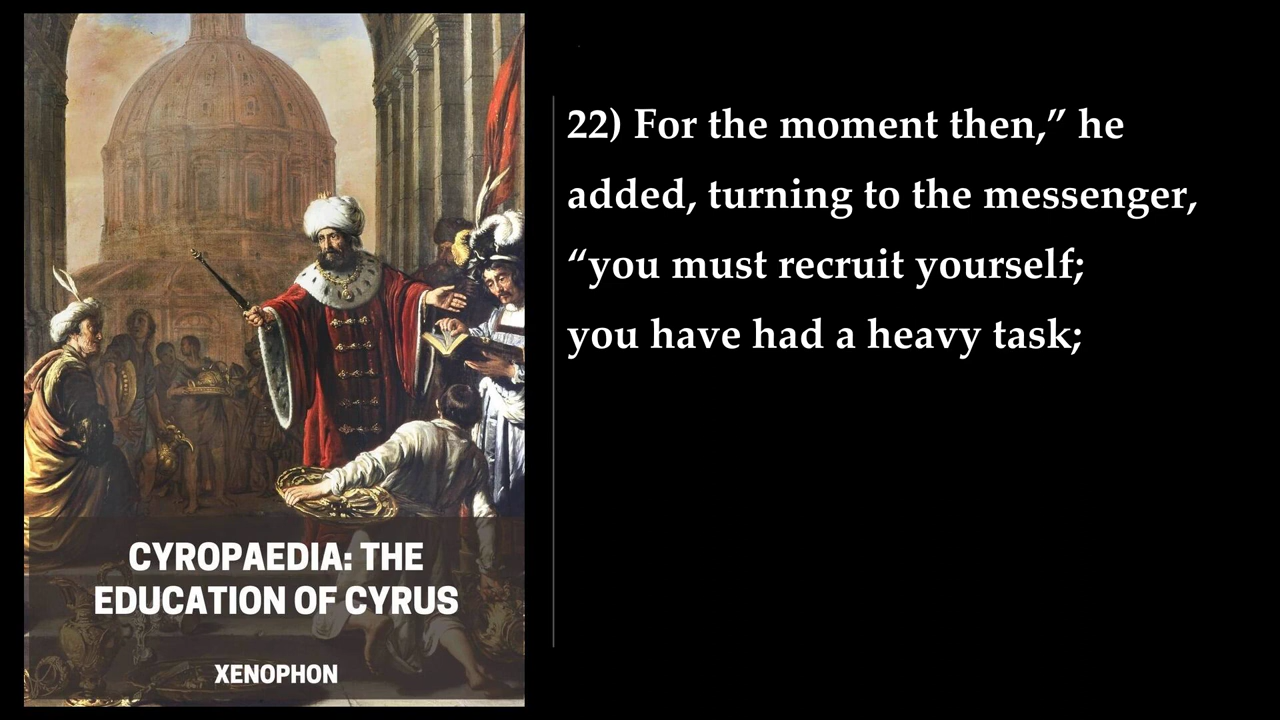 CYROPAEDIA: THE
EDUCATION OF CYRUS
XENOPHON
22) For the moment then,” he
added, turning to the messenger,
“you must recruit yourself;
you have had a heavy task;